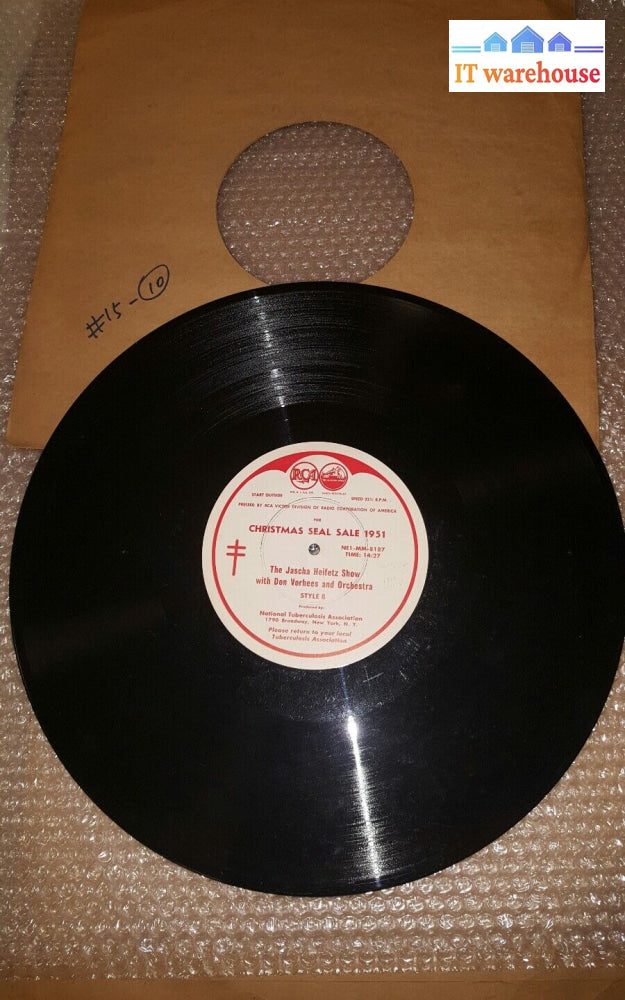 IT warehouse
#15-10
RCA
START OUTSIDE
SPEED 33⅓ R.P.M.
PRESSED BY RCA VICTOR DIVISION OF RADIO CORPORATION OF AMERICA
FOR
CHRISTMAS SEAL SALE 1951
NE1-MM-8187
TIME: 14:27
The Jascha Heifetz Show
with Don Vorhees and Orchestra
STYLE B
Produced by:
National Tuberculosis Association
1790 Broadway, New York, N. Y.
Please return to your local
Tuberculosis Association